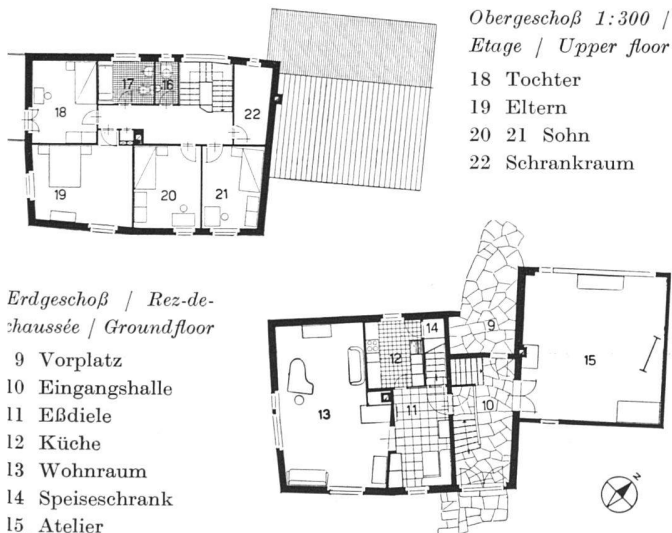 Obergeschoß 1:300 /
Etage / Upper floor
18 Tochter
19 Eltern
20 21 Sohn
22 Schrankraum
17
16
18
22
19
20
21
Erdgeschoß / Rez-de-
chaussée / Groundfloor
9 Vorplatz
10 Eingangshalle
11 Eßdiele
12 Küche
13 Wohnraum
14 Speiseschrank
15 Atelier
14
9
12
15
13
11
10
N